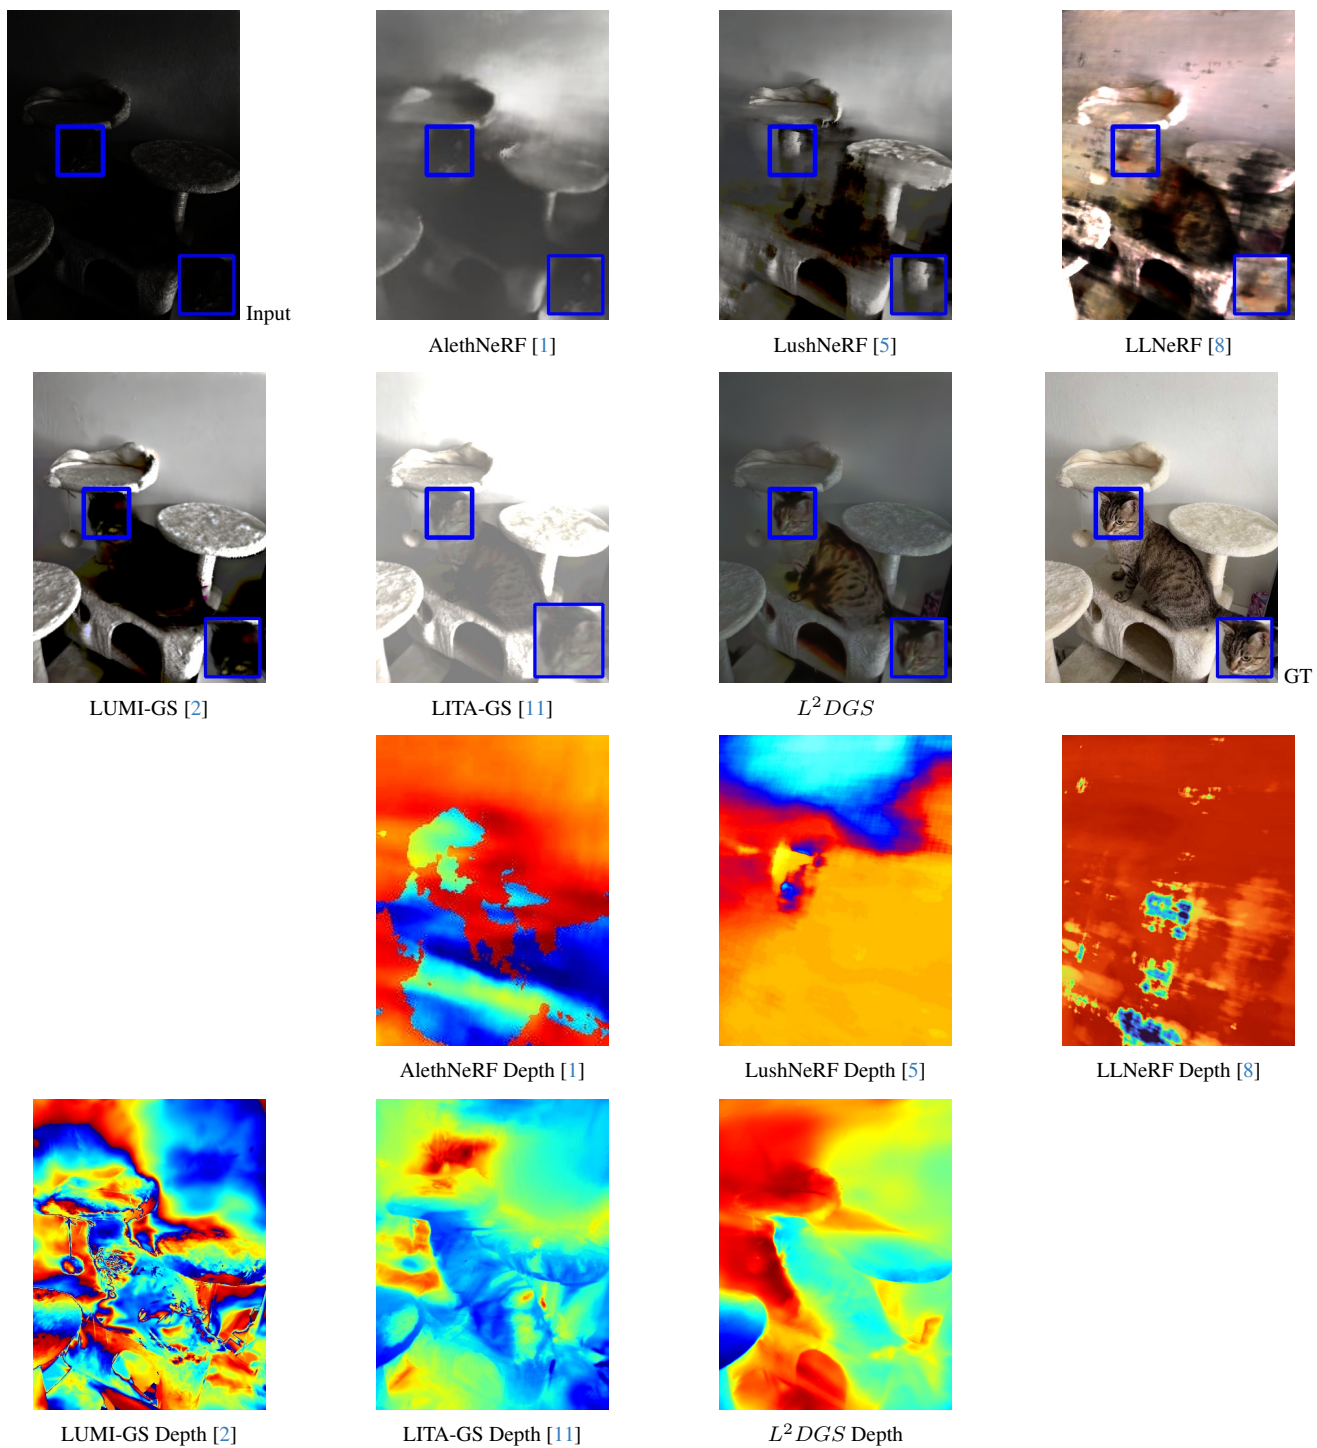 Input
AlethNeRF [1]
LushNeRF [5]
LLNeRF [8]
LUMI-GS [2]
LITA-GS [11]
L²DGS
GT
AlethNeRF Depth [1]
LushNeRF Depth [5]
LLNeRF Depth [8]
LUMI-GS Depth [2]
LITA-GS Depth [11]
L²DGS Depth